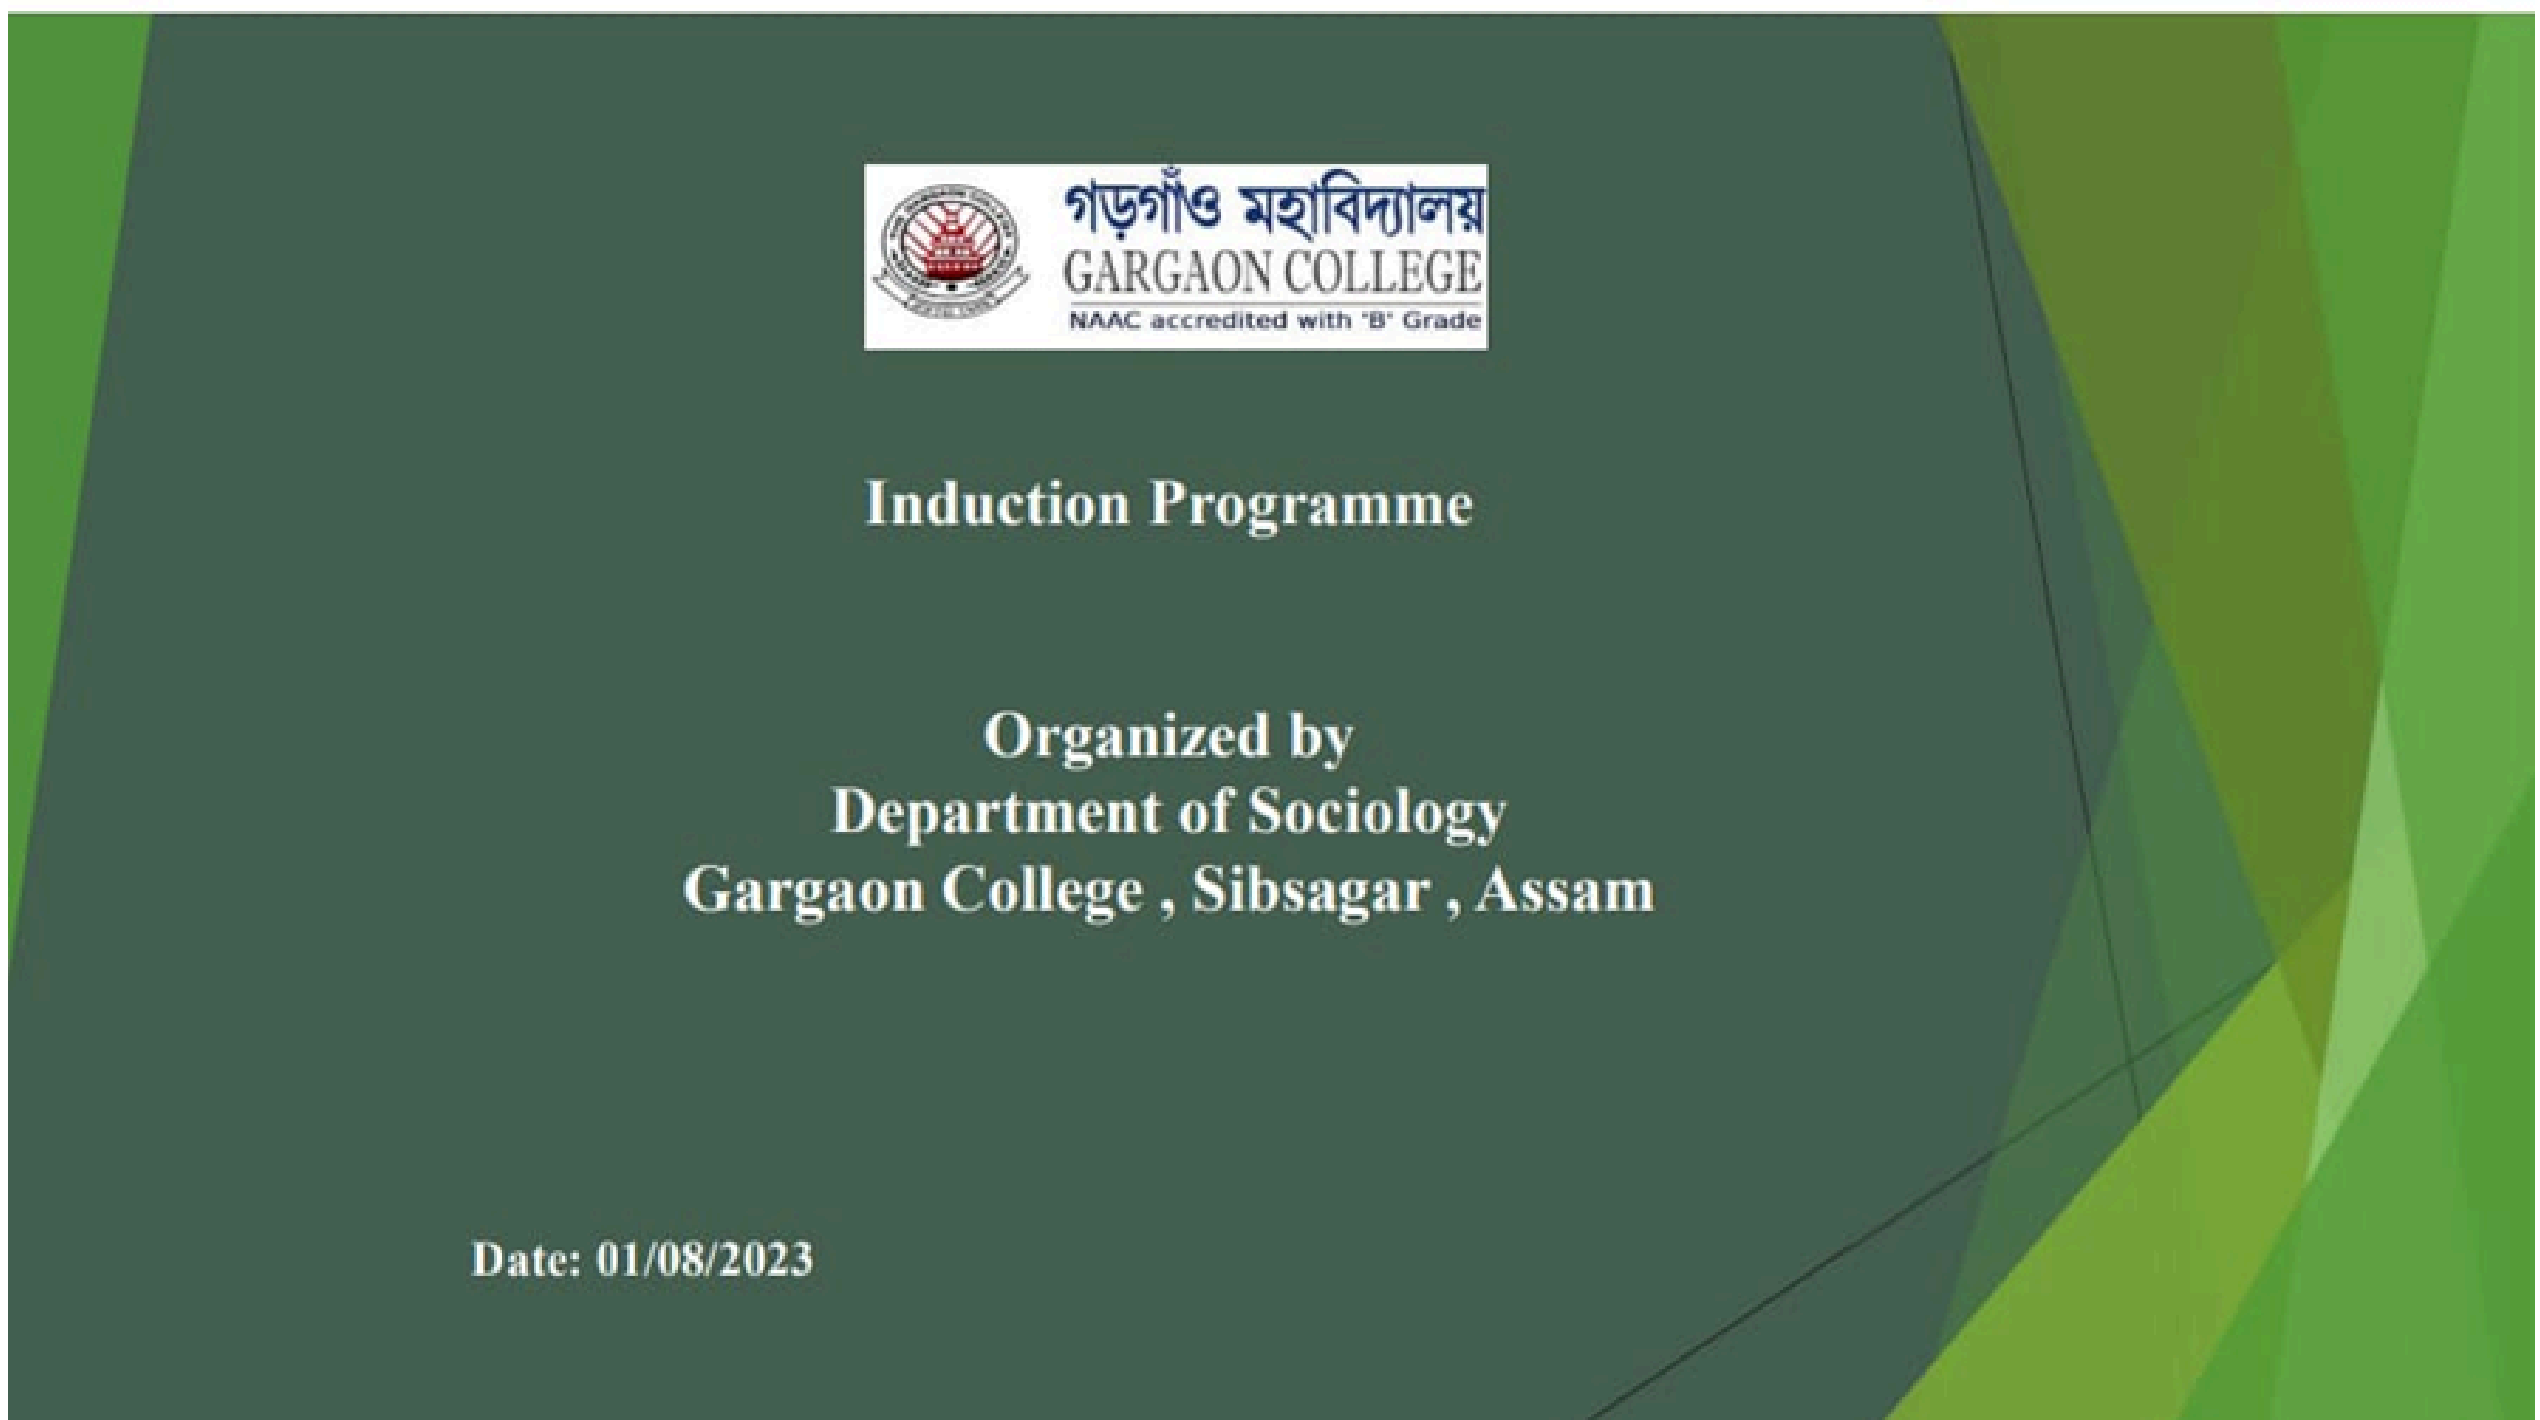 গড়গাঁও মহাবিদ্যালয়
GARGAON COLLEGE
NAAC accredited with "B" Grade
Induction Programme
Organized by
Department of Sociology
Gargaon College , Sibsagar , Assam
Date: 01/08/2023